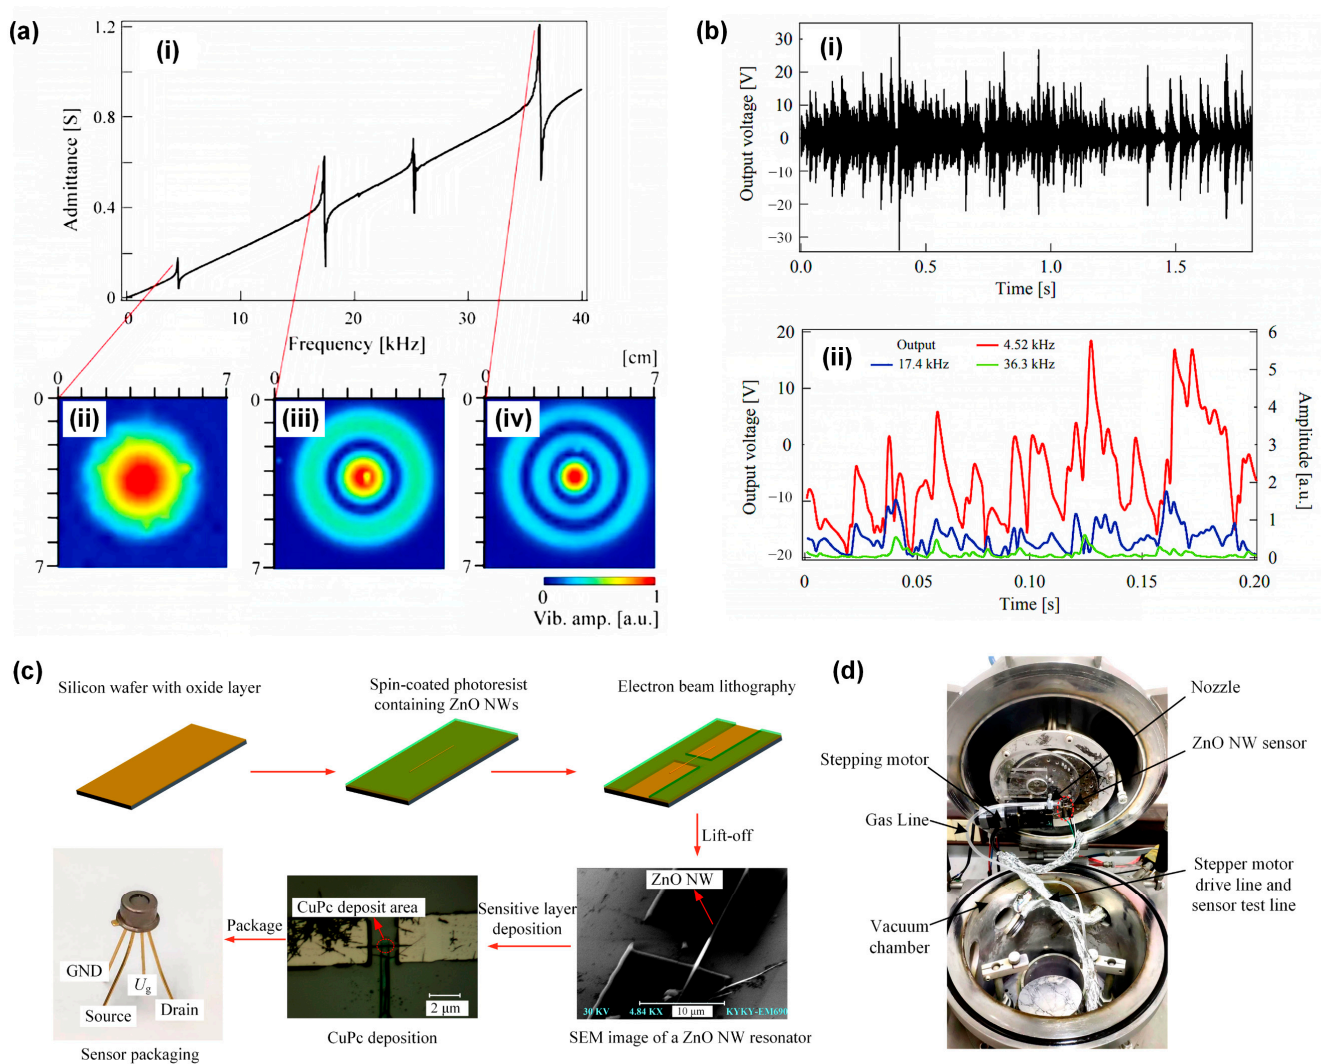 (a)
(i)
1.2
0.8
0.4
0
Admittance [S]
0 10 20 30 40
Frequency [kHz]
[cm]
0 7 0 7 0 7
0 0 0
(ii) (iii) (iv)
7 7 7
0 1
Vib. amp. [a.u.]
(b)
(i)
30
20
10
0
−10
−20
−30
Output voltage [V]
0.0 0.5 1.0 1.5
Time [s]
(ii)
Output
4.52 kHz
17.4 kHz
36.3 kHz
20
10
0
−10
−20
Output voltage [V]
6
5
4
3
2
1
0
Amplitude [a.u.]
0 0.05 0.10 0.15 0.20
Time [s]
(c)
Silicon wafer with oxide layer
Spin-coated photoresist
containing ZnO NWs
Electron beam lithography
Lift-off
ZnO NW
30 KV 4.84 KX 10 μm KYKY-EM690
SEM image of a ZnO NW resonator
Sensitive layer
deposition
CuPc deposit area
2 μm
CuPc deposition
Package
GND
Ug
Source
Drain
Sensor packaging
(d)
Nozzle
ZnO NW sensor
Stepping motor
Gas Line
Stepper motor
drive line and
sensor test line
Vacuum
chamber